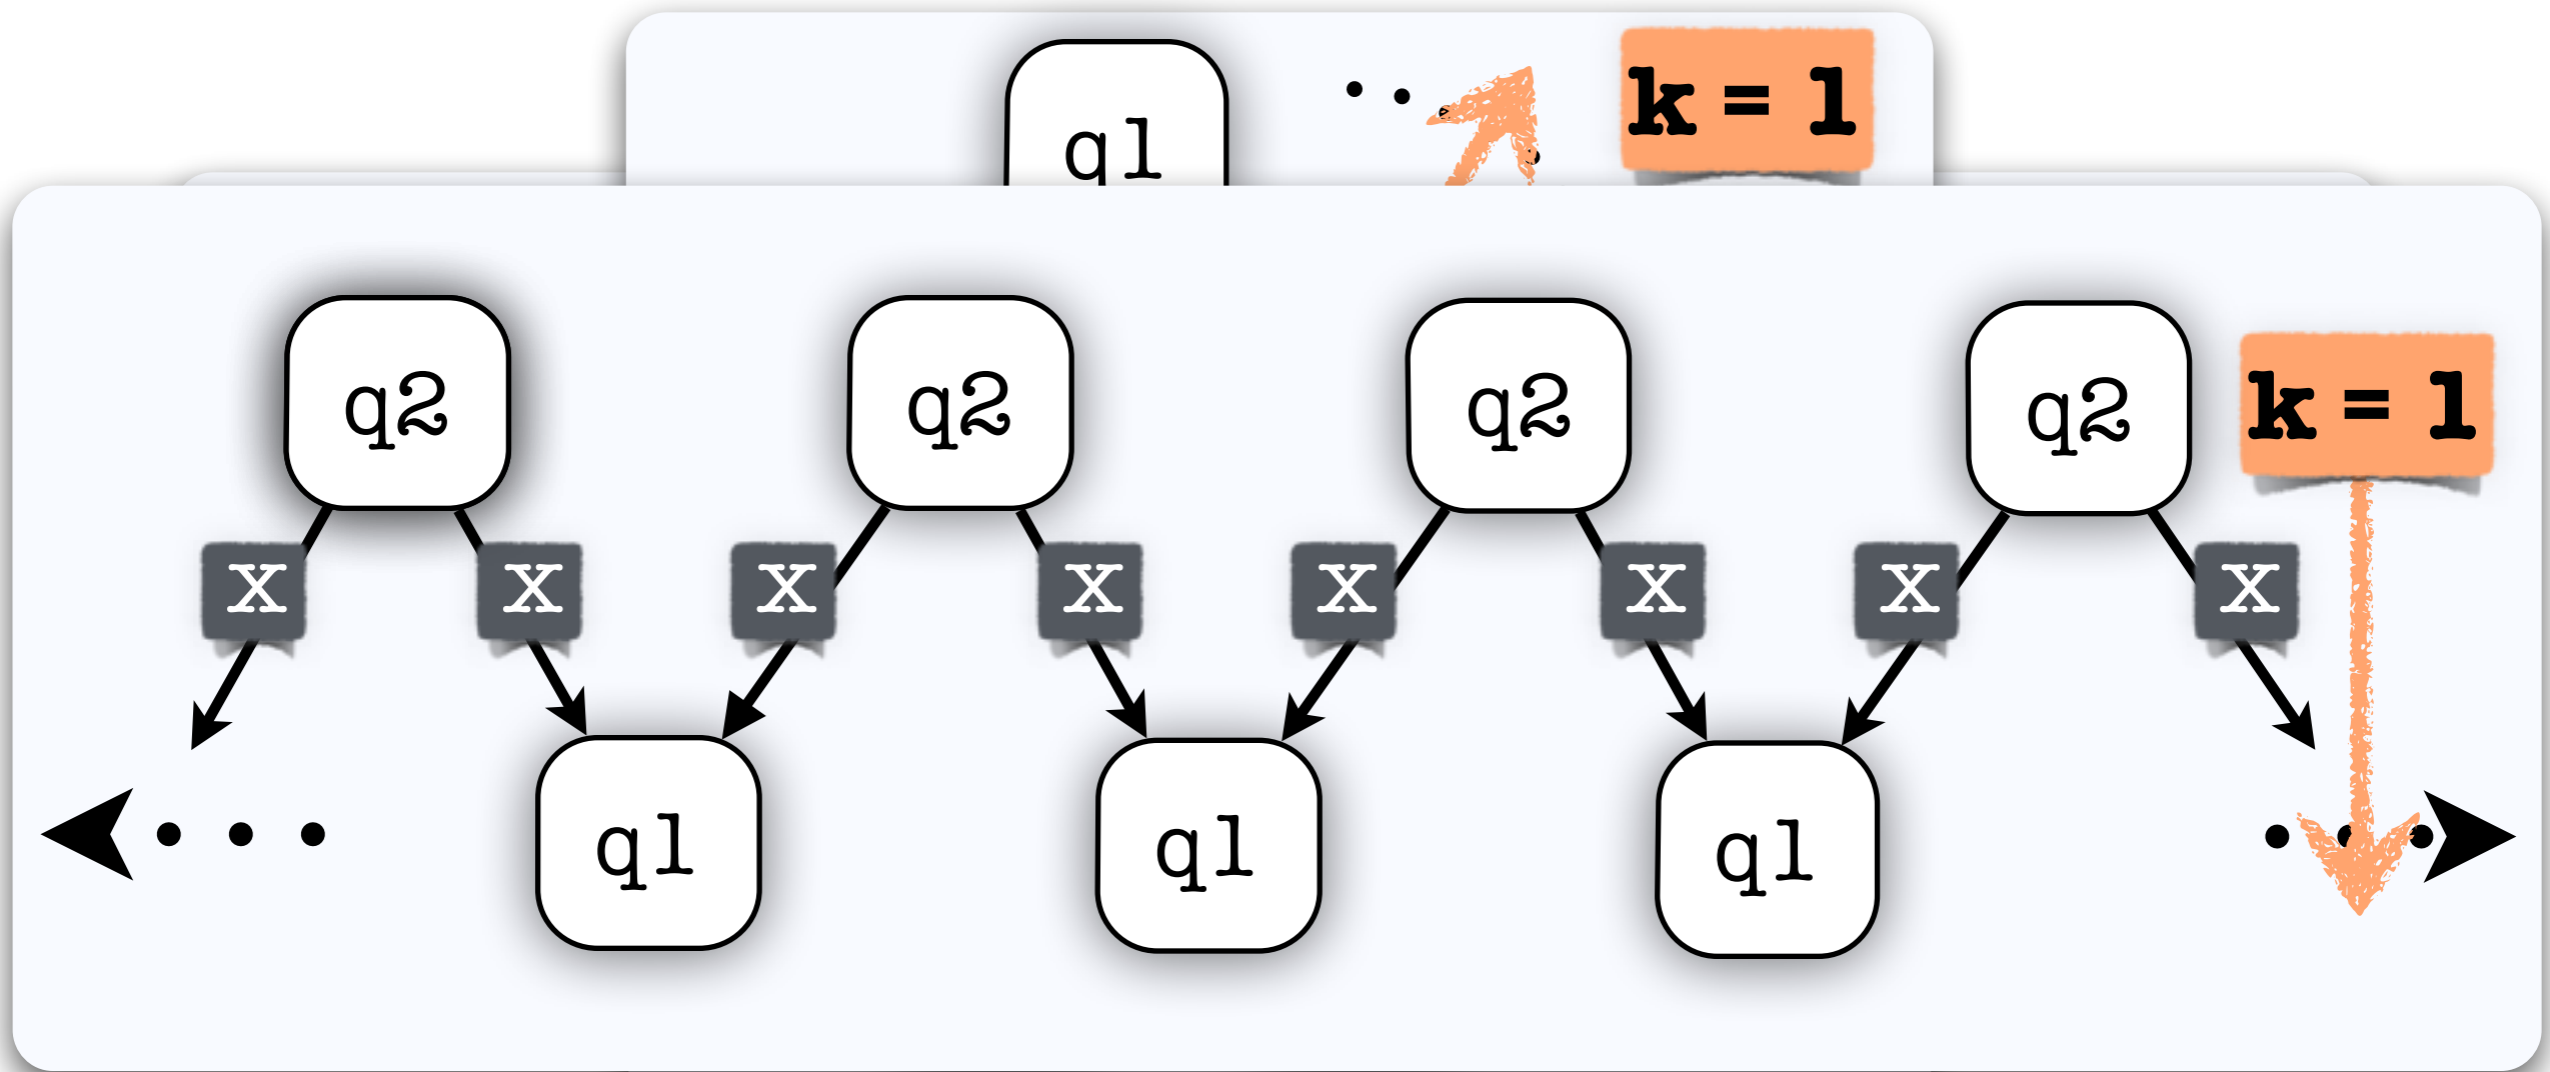 q1
k = 1
q2 q2 q2 q2
k = 1
X X X X X X X X
q1 q1 q1